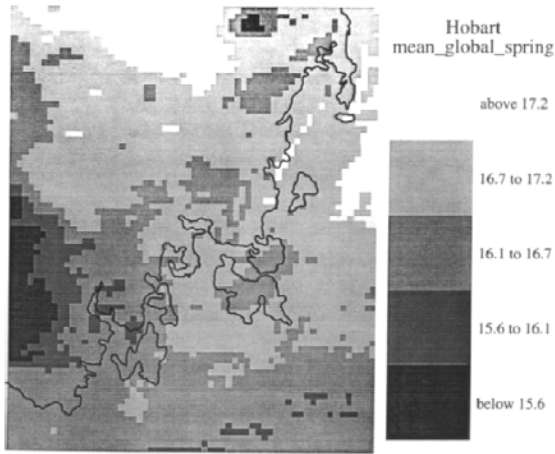 Hobart
mean_global_spring
above 17.2
16.7 to 17.2
16.1 to 16.7
15.6 to 16.1
below 15.6